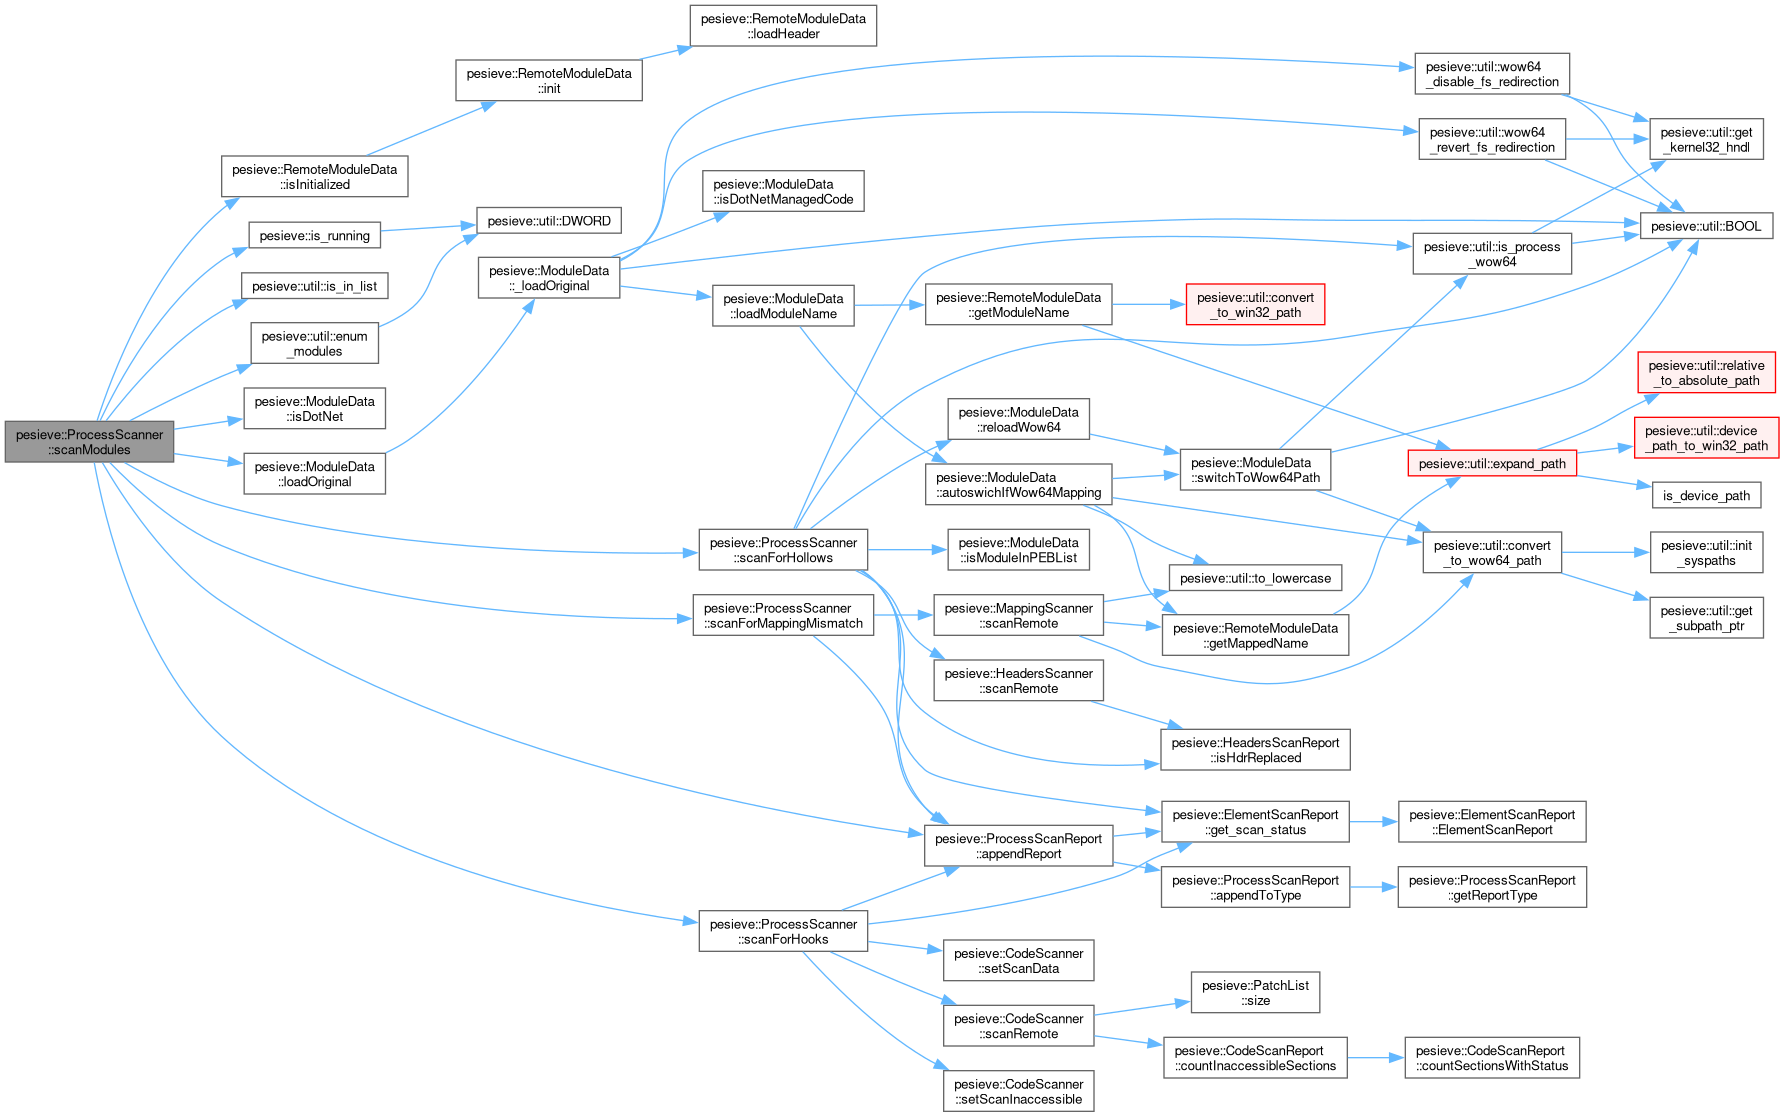 pesieve::ProcessScanner
::scanModules
pesieve::RemoteModuleData
::isInitialized
pesieve::is_running
pesieve::util::is_in_list
pesieve::util::enum
_modules
pesieve::ModuleData
::isDotNet
pesieve::ModuleData
::loadOriginal
pesieve::RemoteModuleData
::init
pesieve::util::DWORD
pesieve::ModuleData
::_loadOriginal
pesieve::RemoteModuleData
::loadHeader
pesieve::ModuleData
::isDotNetManagedCode
pesieve::ModuleData
::loadModuleName
pesieve::ProcessScanner
::scanForHollows
pesieve::ProcessScanner
::scanForMappingMismatch
pesieve::ProcessScanner
::scanForHooks
pesieve::RemoteModuleData
::getModuleName
pesieve::ModuleData
::reloadWow64
pesieve::ModuleData
::autoswichIfWow64Mapping
pesieve::ModuleData
::isModuleInPEBList
pesieve::MappingScanner
::scanRemote
pesieve::HeadersScanner
::scanRemote
pesieve::ProcessScanReport
::appendReport
pesieve::CodeScanner
::setScanData
pesieve::CodeScanner
::scanRemote
pesieve::CodeScanner
::setScanInaccessible
pesieve::util::convert
_to_win32_path
pesieve::ModuleData
::switchToWow64Path
pesieve::util::to_lowercase
pesieve::RemoteModuleData
::getMappedName
pesieve::HeadersScanReport
::isHdrReplaced
pesieve::ElementScanReport
::get_scan_status
pesieve::ProcessScanReport
::appendToType
pesieve::PatchList
::size
pesieve::CodeScanReport
::countInaccessibleSections
pesieve::util::wow64
_disable_fs_redirection
pesieve::util::wow64
_revert_fs_redirection
pesieve::util::is_process
_wow64
pesieve::util::expand_path
pesieve::util::convert
_to_wow64_path
pesieve::ElementScanReport
::ElementScanReport
pesieve::ProcessScanReport
::getReportType
pesieve::CodeScanReport
::countSectionsWithStatus
pesieve::util::get
_kernel32_hndl
pesieve::util::BOOL
pesieve::util::relative
_to_absolute_path
pesieve::util::device
_path_to_win32_path
is_device_path
pesieve::util::init
_syspaths
pesieve::util::get
_subpath_ptr